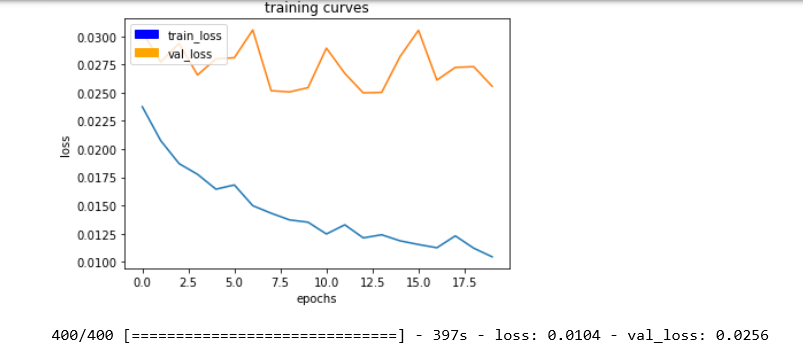 training curves
train_loss
val_loss
0.0300
0.0275
0.0250
0.0225
0.0200
0.0175
0.0150
0.0125
0.0100
loss
0.0 2.5 5.0 7.5 10.0 12.5 15.0 17.5
epochs
400/400 [==============================] - 397s - loss: 0.0104 - val_loss: 0.0256